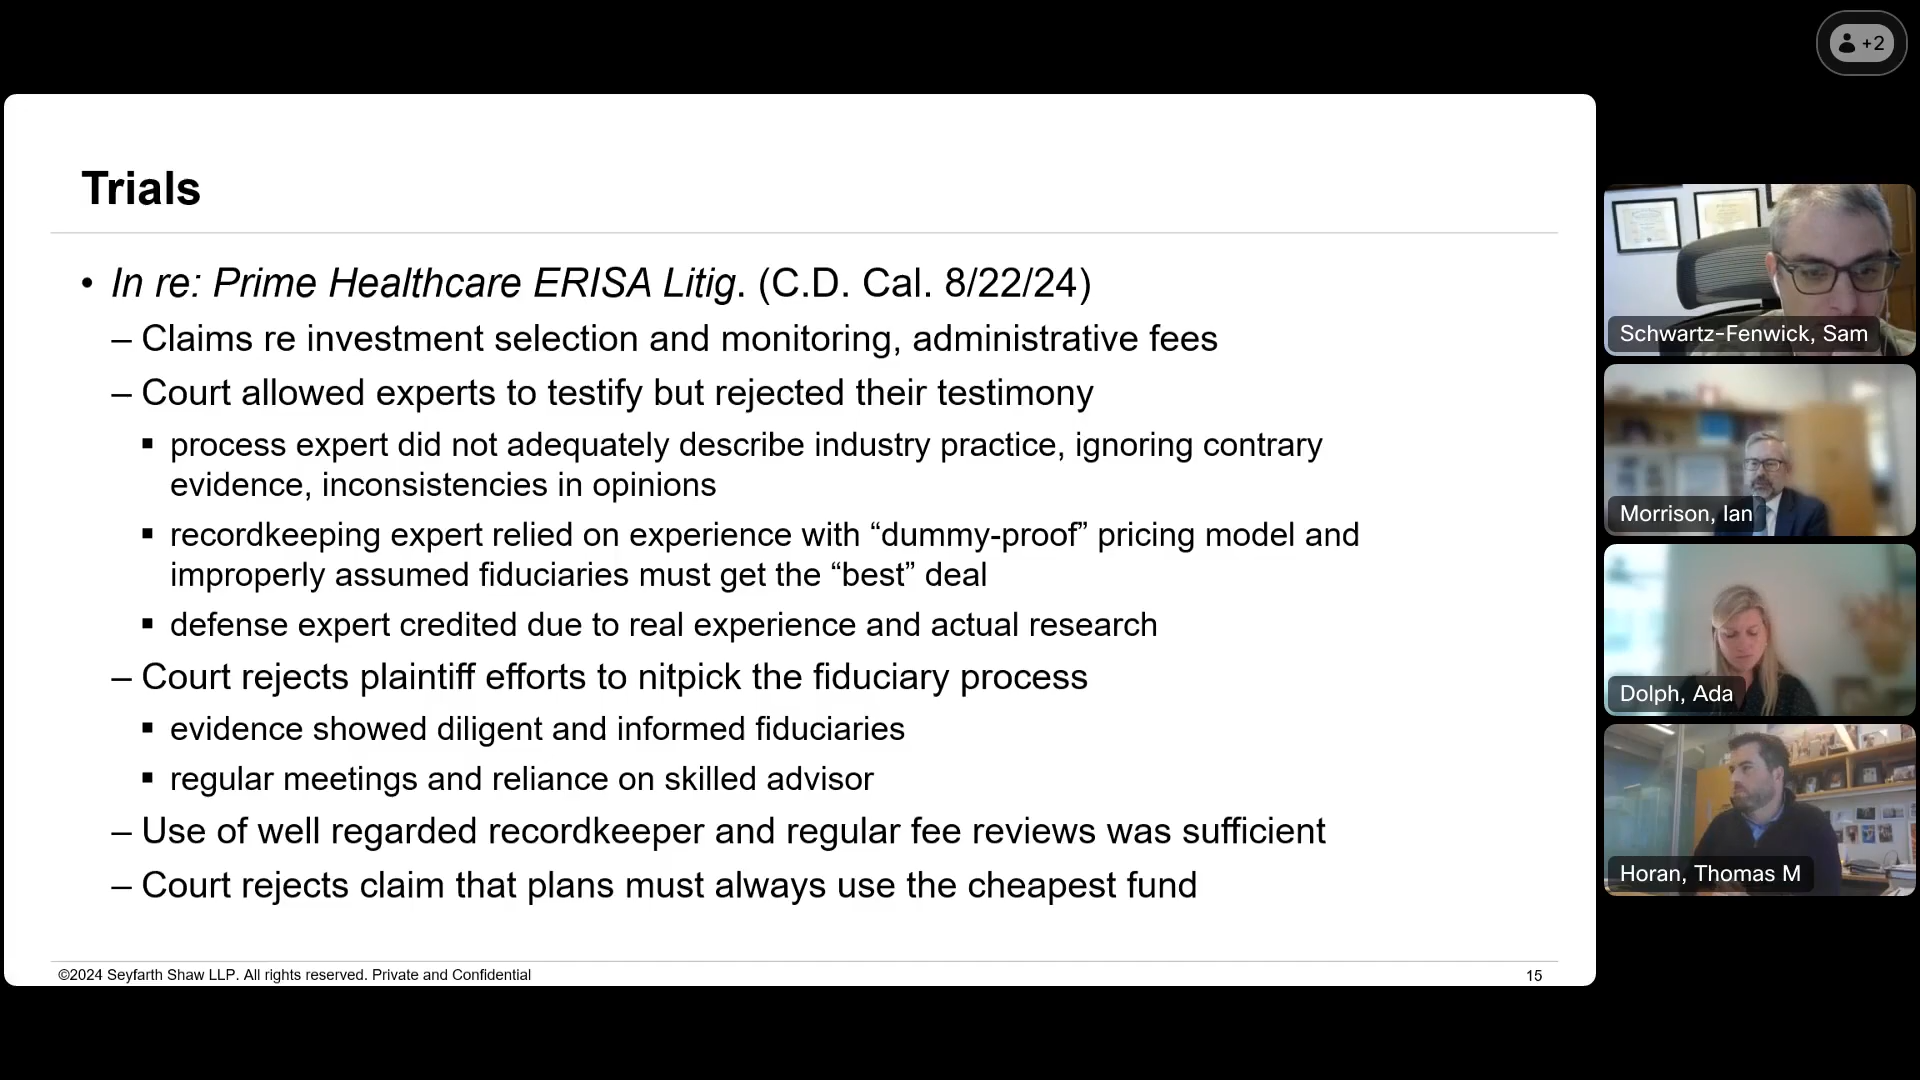 +2
Trials
• In re: Prime Healthcare ERISA Litig. (C.D. Cal. 8/22/24)
– Claims re investment selection and monitoring, administrative fees
– Court allowed experts to testify but rejected their testimony
▪ process expert did not adequately describe industry practice, ignoring contrary
evidence, inconsistencies in opinions
▪ recordkeeping expert relied on experience with “dummy-proof” pricing model and
improperly assumed fiduciaries must get the “best” deal
▪ defense expert credited due to real experience and actual research
– Court rejects plaintiff efforts to nitpick the fiduciary process
▪ evidence showed diligent and informed fiduciaries
▪ regular meetings and reliance on skilled advisor
– Use of well regarded recordkeeper and regular fee reviews was sufficient
– Court rejects claim that plans must always use the cheapest fund
©2024 Seyfarth Shaw LLP. All rights reserved. Private and Confidential
15
Schwartz-Fenwick, Sam
Morrison, Ian
Dolph, Ada
Horan, Thomas M